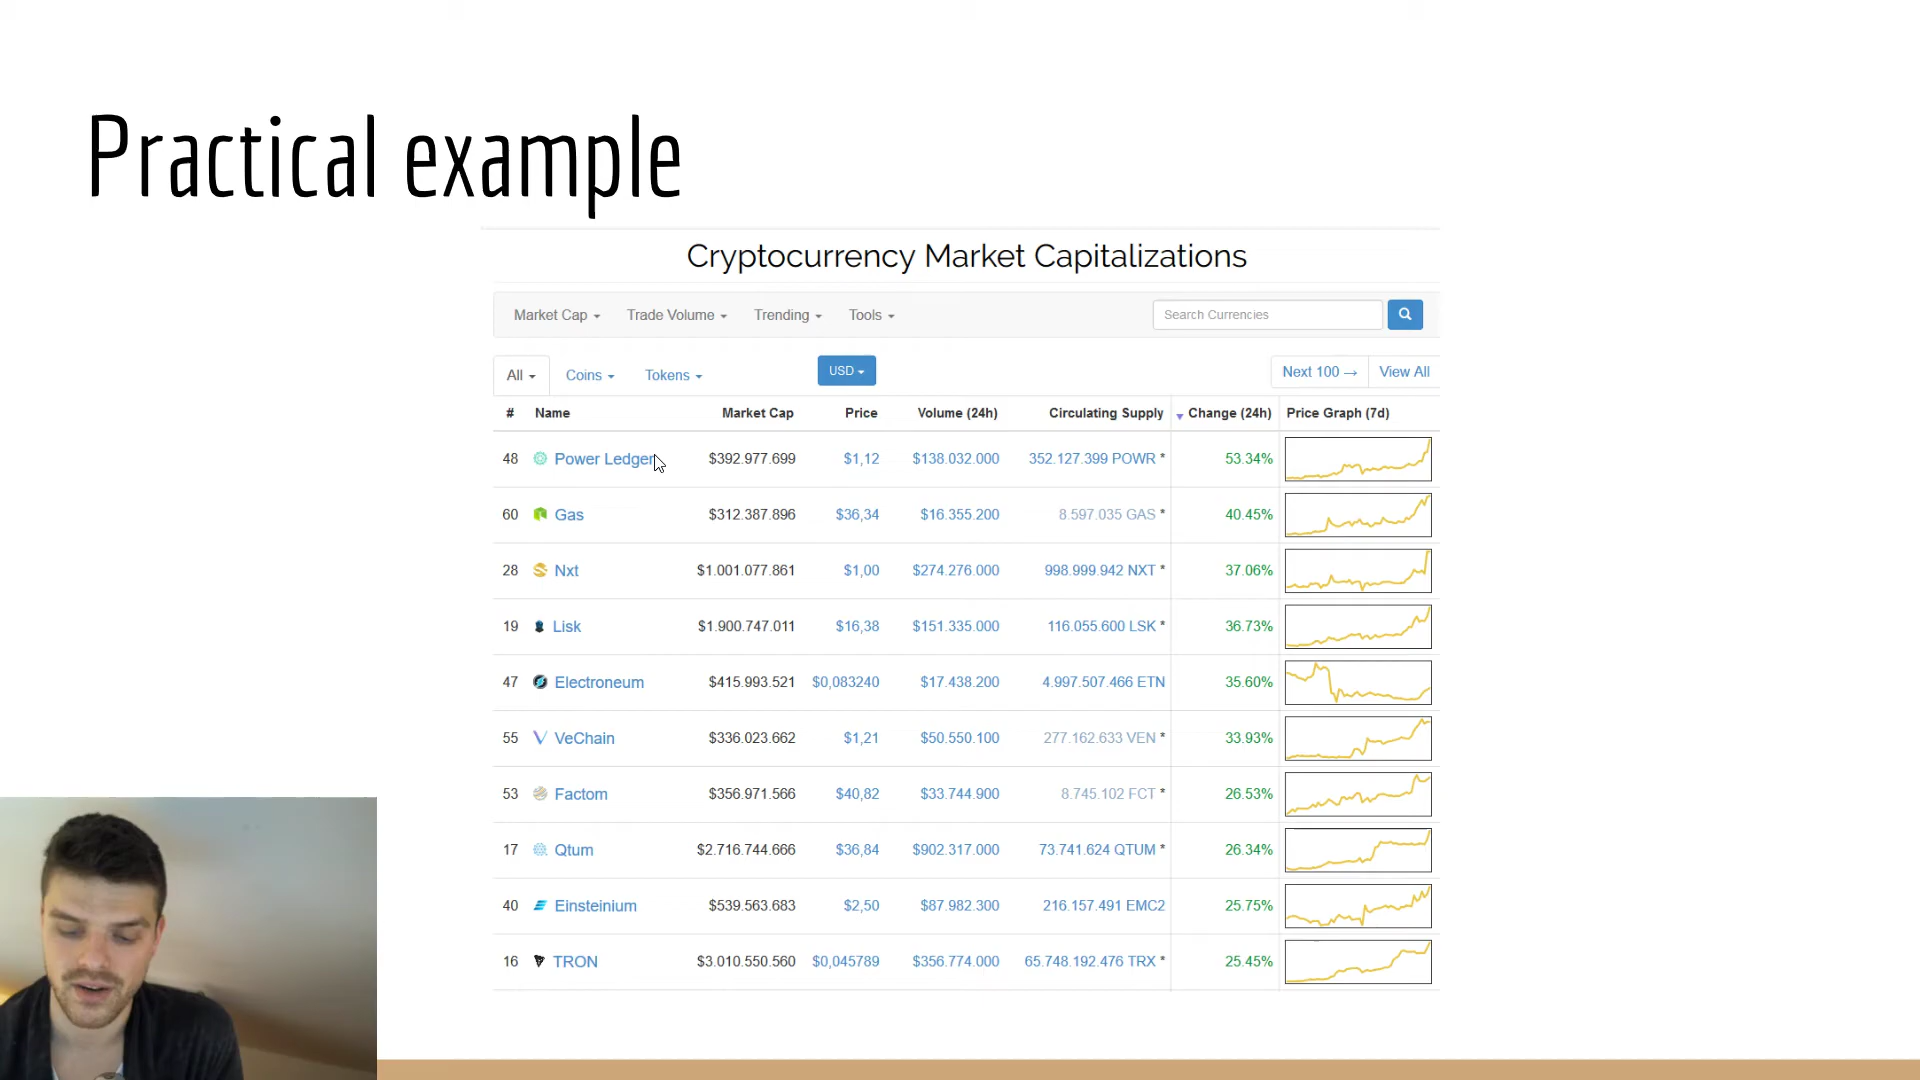 Practical example
Cryptocurrency Market Capitalizations
Market Cap Trade Volume Trending Tools Search Currencies
All Coins Tokens USD Next 100 → View All
# Name Market Cap Price Volume (24h) Circulating Supply Change (24h) Price Graph (7d)
48 Power Ledger $392.977.699 $1,12 $138.032.000 352.127.399 POWR * 53.34%
60 Gas $312.387.896 $36,34 $16.355.200 8.597.035 GAS * 40.45%
28 Nxt $1.001.077.861 $1,00 $274.276.000 998.999.942 NXT * 37.06%
19 Lisk $1.900.747.011 $16,38 $151.335.000 116.055.600 LSK * 36.73%
47 Electroneum $415.993.521 $0,083240 $17.438.200 4.997.507.466 ETN 35.60%
55 VeChain $336.023.662 $1,21 $50.550.100 277.162.633 VEN * 33.93%
53 Factom $356.971.566 $40,82 $33.744.900 8.745.102 FCT * 26.53%
17 Qtum $2.716.744.666 $36,84 $902.317.000 73.741.624 QTUM * 26.34%
40 Einsteinium $539.563.683 $2,50 $87.982.300 216.157.491 EMC2 25.75%
16 TRON $3.010.550.560 $0,045789 $356.774.000 65.748.192.476 TRX * 25.45%